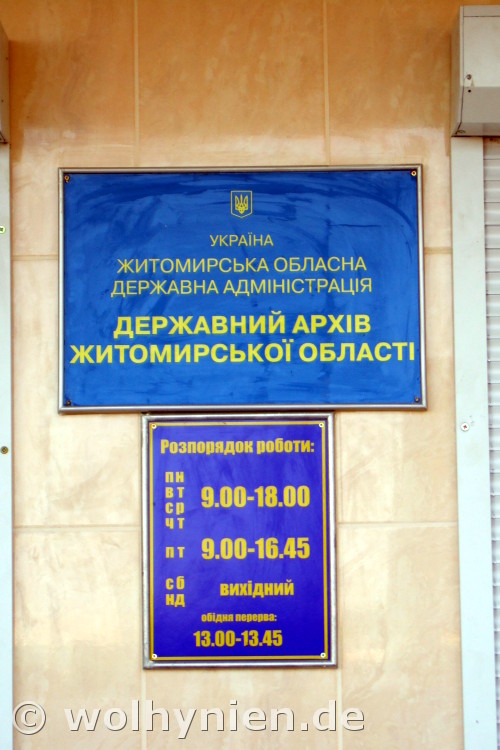 УКРАЇНА
ЖИТОМИРСЬКА ОБЛАСНА
ДЕРЖАВНА АДМІНІСТРАЦІЯ
ДЕРЖАВНИЙ АРХІВ
ЖИТОМИРСЬКОЇ ОБЛАСТІ
Розпорядок роботи:
пн
вт 9.00-18.00
ср
чт
пт 9.00-16.45
сб вихідний
нд
обідня перерва:
13.00-13.45
© wolhynien.de